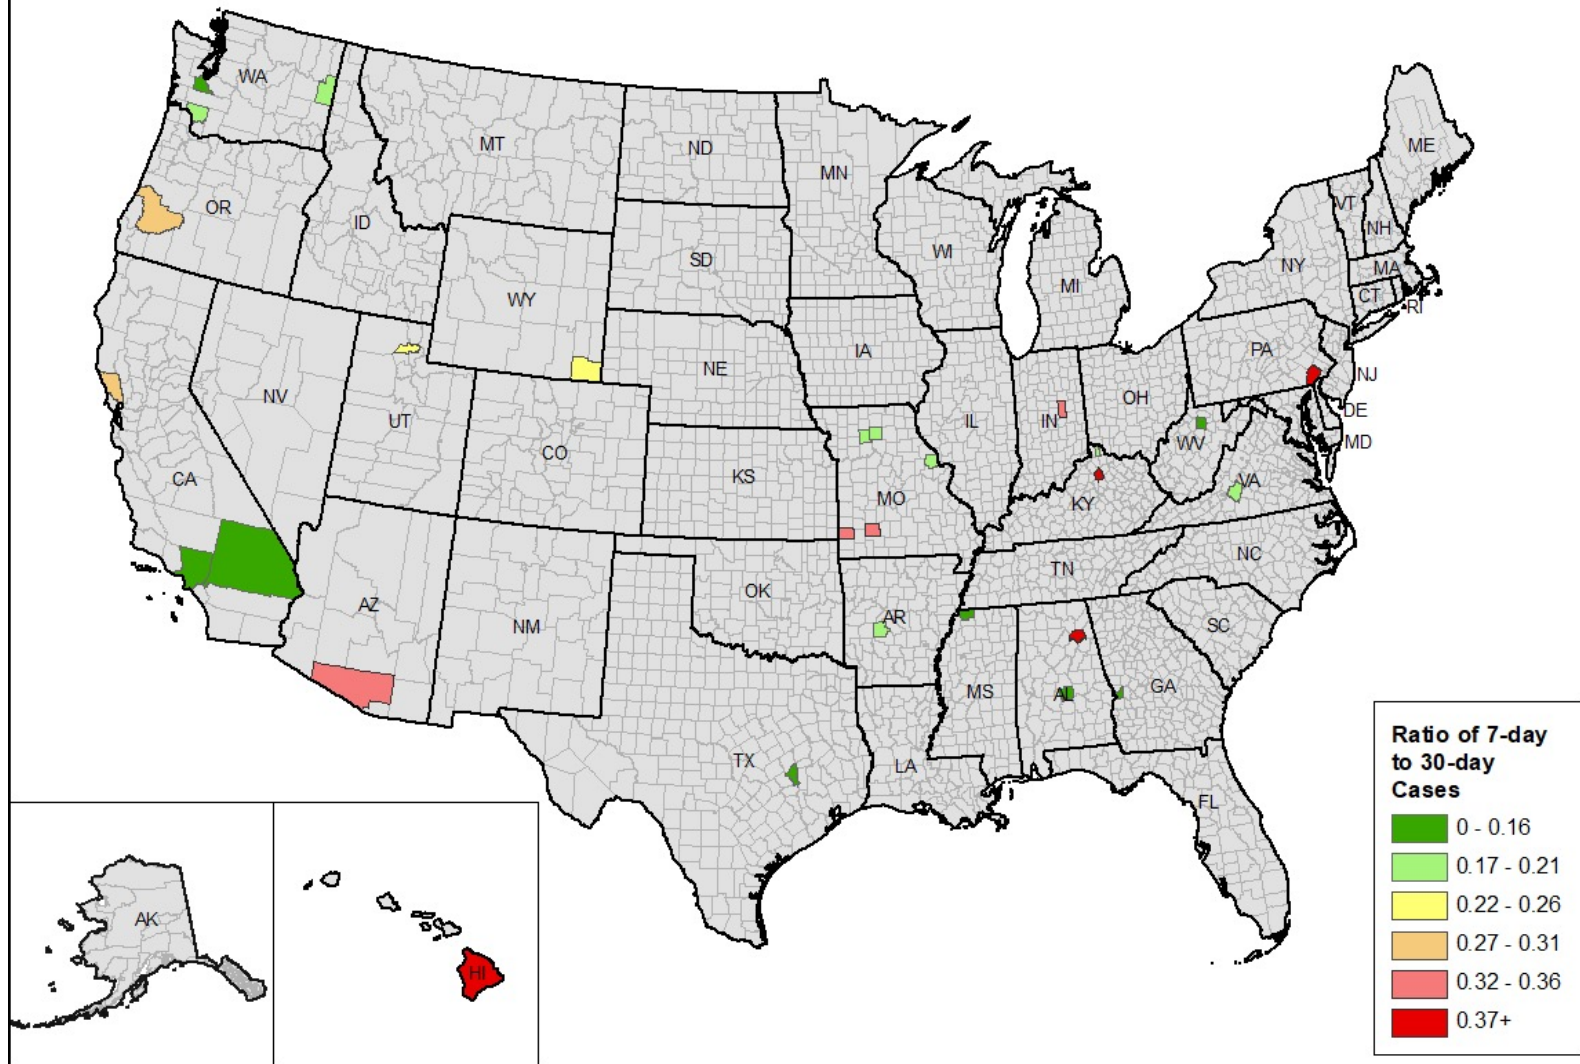 WA
MT
ND
MN
ME
OR
ID
SD
WI
MI
VT
NH
NY
MA
CT
RI
WY
IA
NE
PA
NJ
NV
UT
CO
IL
IN
OH
DE
MD
CA
KS
MO
WV
VA
KY
AZ
NM
OK
AR
TN
NC
SC
MS
AL
GA
TX
LA
FL
AK
HI
Ratio of 7-day
to 30-day
Cases
0 - 0.16
0.17 - 0.21
0.22 - 0.26
0.27 - 0.31
0.32 - 0.36
0.37+